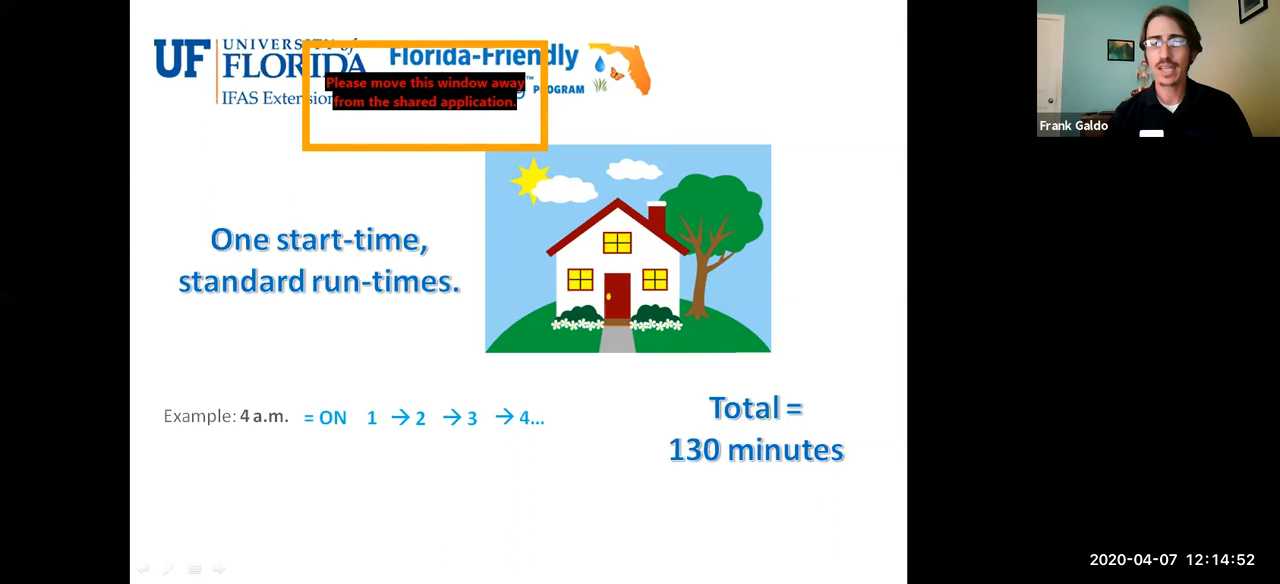 UF
UNIVERSITY of
FLORIDA
IFAS Extension
Florida-Friendly
PROGRAM
Please move this window away
from the shared application.
Frank Galdo
One start-time,
standard run-times.
Example: 4 a.m. = ON 1 → 2 → 3 → 4...
Total =
130 minutes
2020-04-07 12:14:52